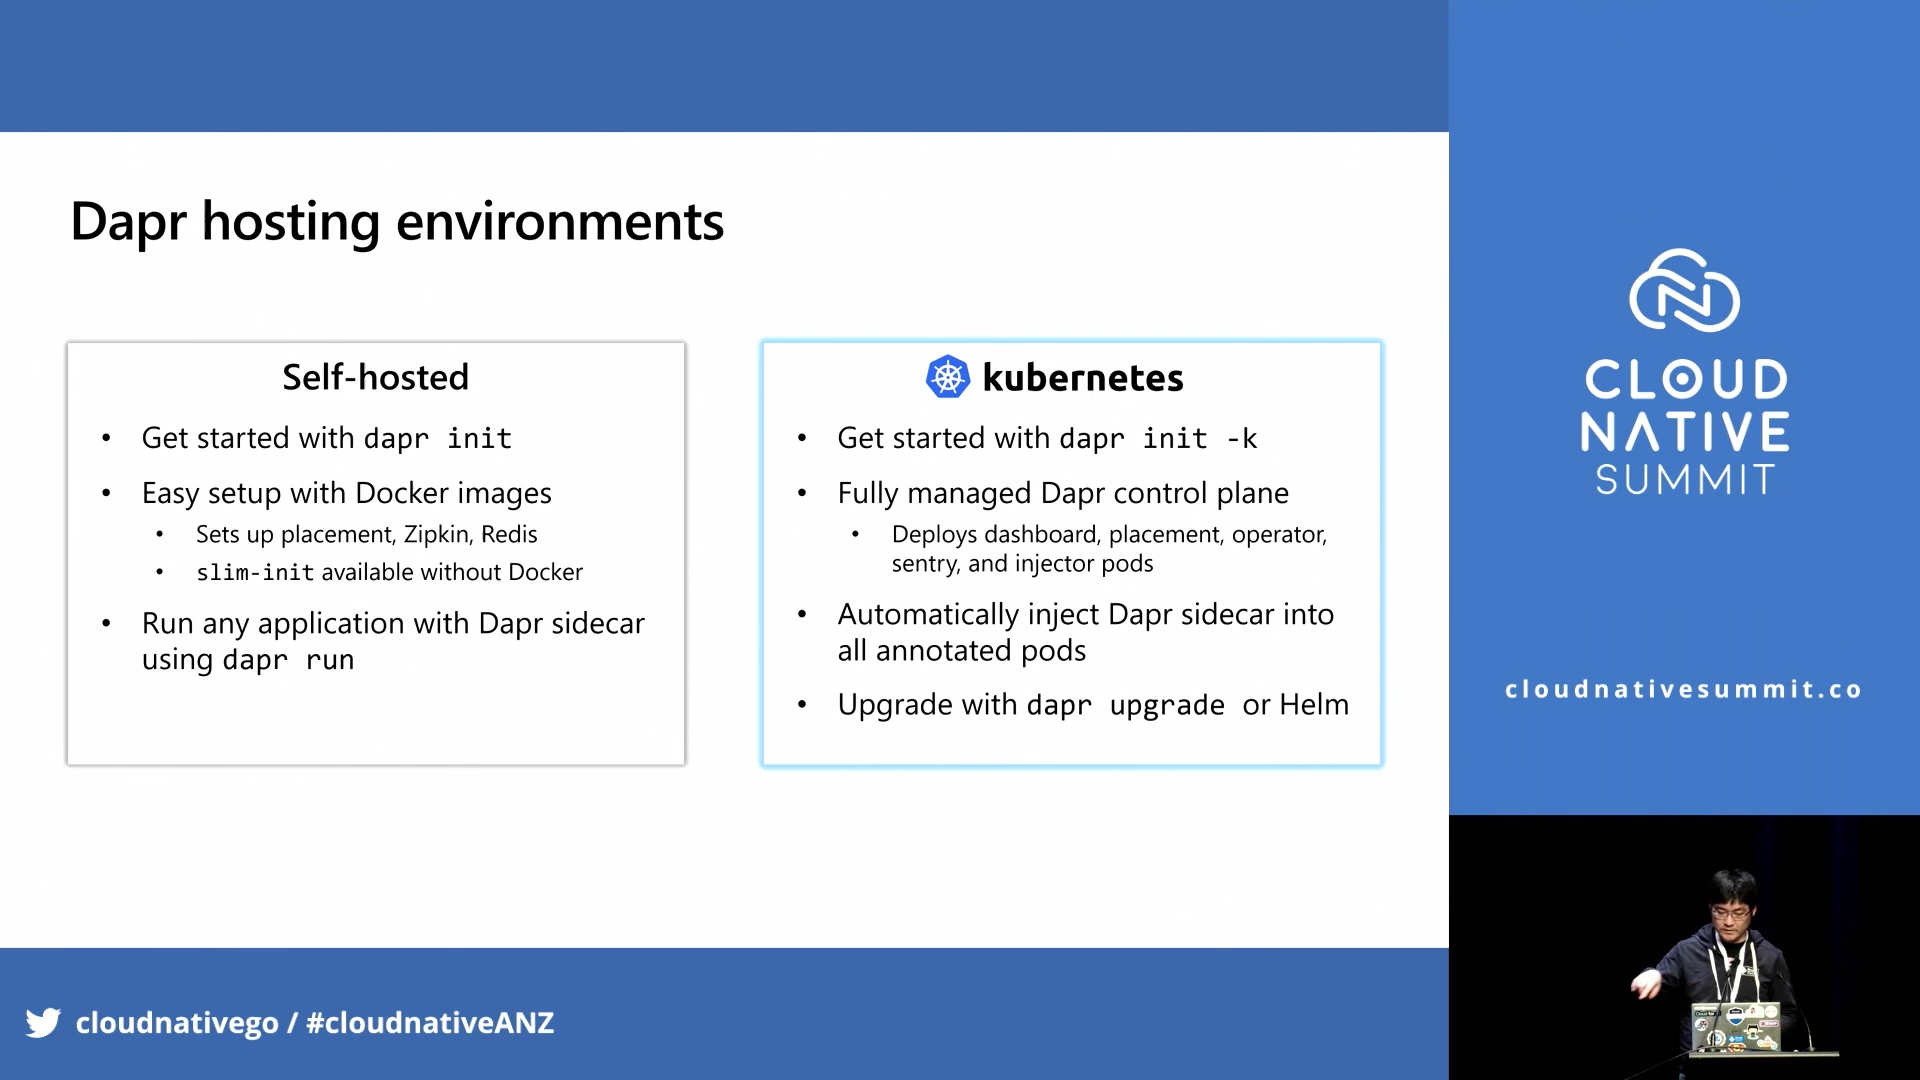 Dapr hosting environments
Self-hosted
• Get started with dapr init
• Easy setup with Docker images
• Sets up placement, Zipkin, Redis
• slim-init available without Docker
• Run any application with Dapr sidecar
using dapr run
kubernetes
• Get started with dapr init -k
• Fully managed Dapr control plane
• Deploys dashboard, placement, operator,
sentry, and injector pods
• Automatically inject Dapr sidecar into
all annotated pods
• Upgrade with dapr upgrade or Helm
CLOUD
NATIVE
SUMMIT
cloudnativesummit.co
cloudnativego / #cloudnativeANZ